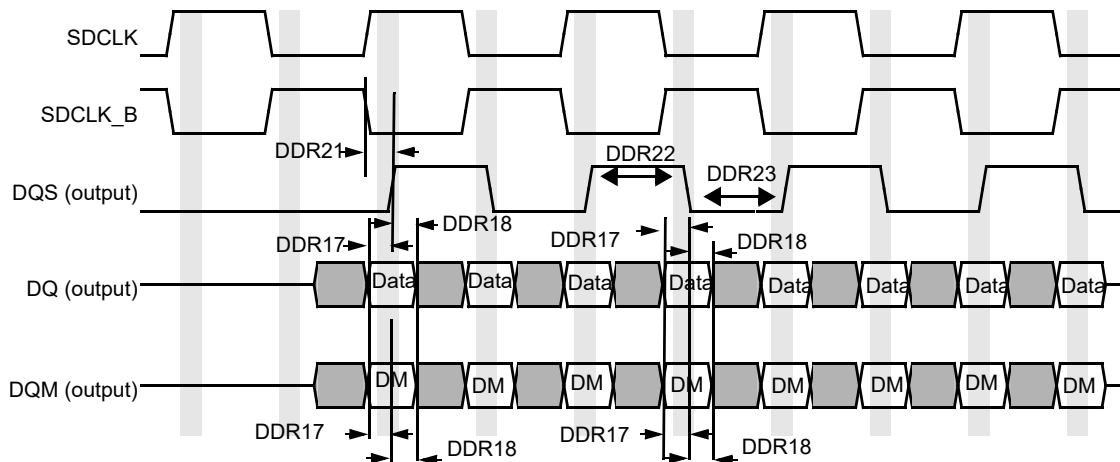 SDCLK
SDCLK_B
DDR21
DDR22
DDR23
DQS (output)
DDR18
DDR17
DDR17
DDR18
DQ (output)
Data
Data
Data
Data
Data
Data
Data
Data
DQM (output)
DM
DM
DM
DM
DM
DM
DM
DM
DDR17
DDR18
DDR17
DDR18